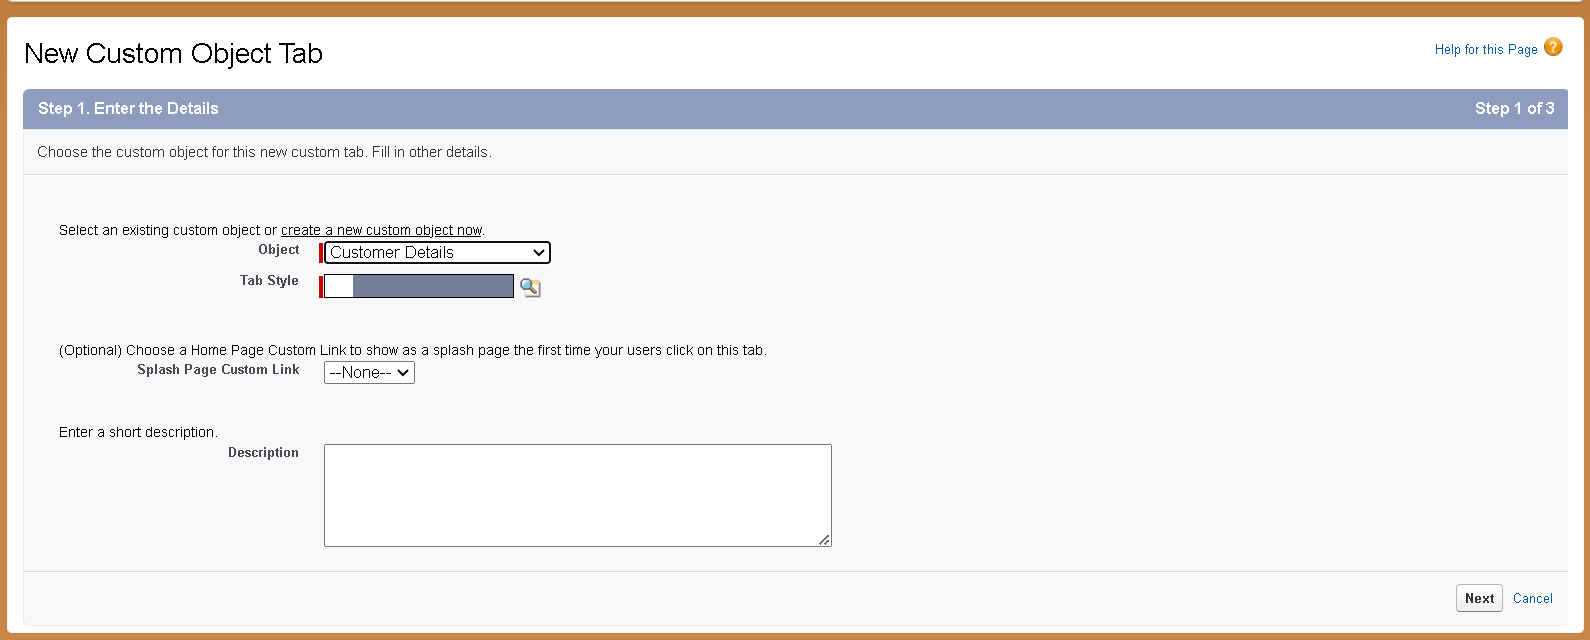 New Custom Object Tab
Help for this Page ?
Step 1. Enter the Details
Step 1 of 3
Choose the custom object for this new custom tab. Fill in other details.
Select an existing custom object or create a new custom object now.
Object
Customer Details
Tab Style
(Optional) Choose a Home Page Custom Link to show as a splash page the first time your users click on this tab.
Splash Page Custom Link
--None--
Enter a short description.
Description
Next
Cancel